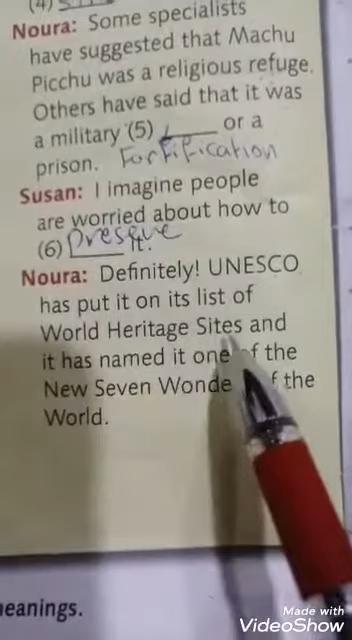 (4)
Noura: Some specialists
have suggested that Machu
Picchu was a religious refuge.
Others have said that it was
a military (5) ____ or a
prison. Fortification
Susan: I imagine people
are worried about how to
(6) preserve it.
Noura: Definitely! UNESCO
has put it on its list of
World Heritage Sites and
it has named it one of the
New Seven Wonde f the
World.
eanings.
Made with
VideoShow